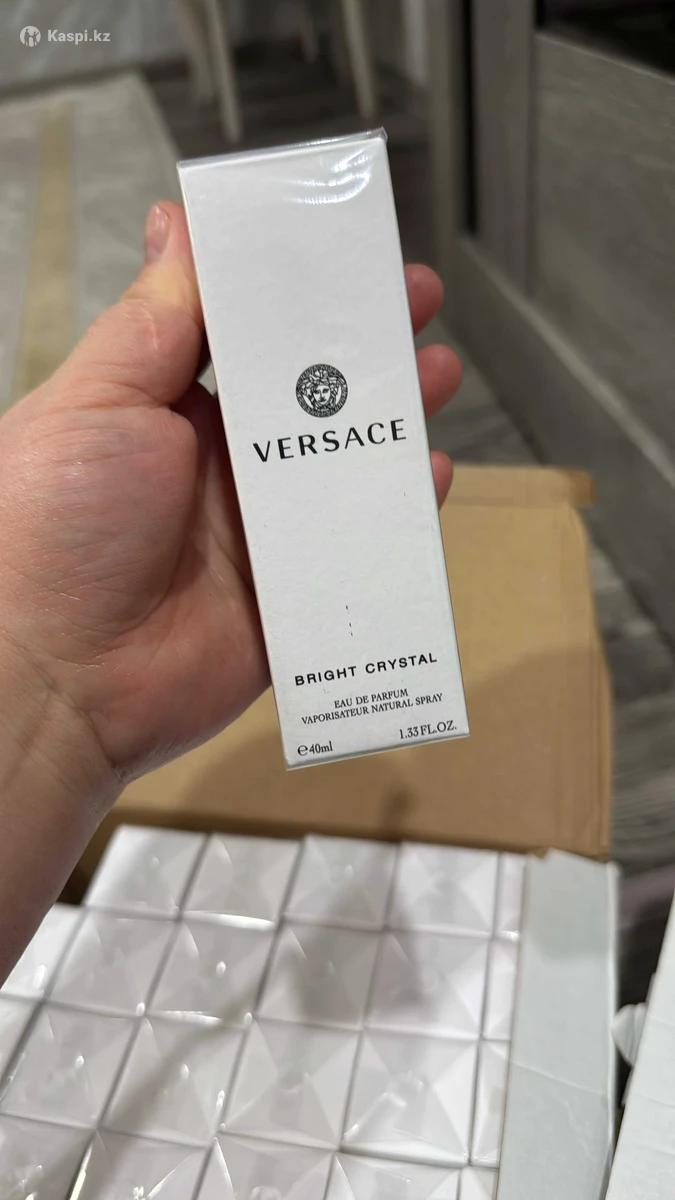 Kaspi.kz
VERSACE
BRIGHT CRYSTAL
EAU DE PARFUM
VAPORISATEUR NATURAL SPRAY
℮40ml 1.33 FL.OZ.